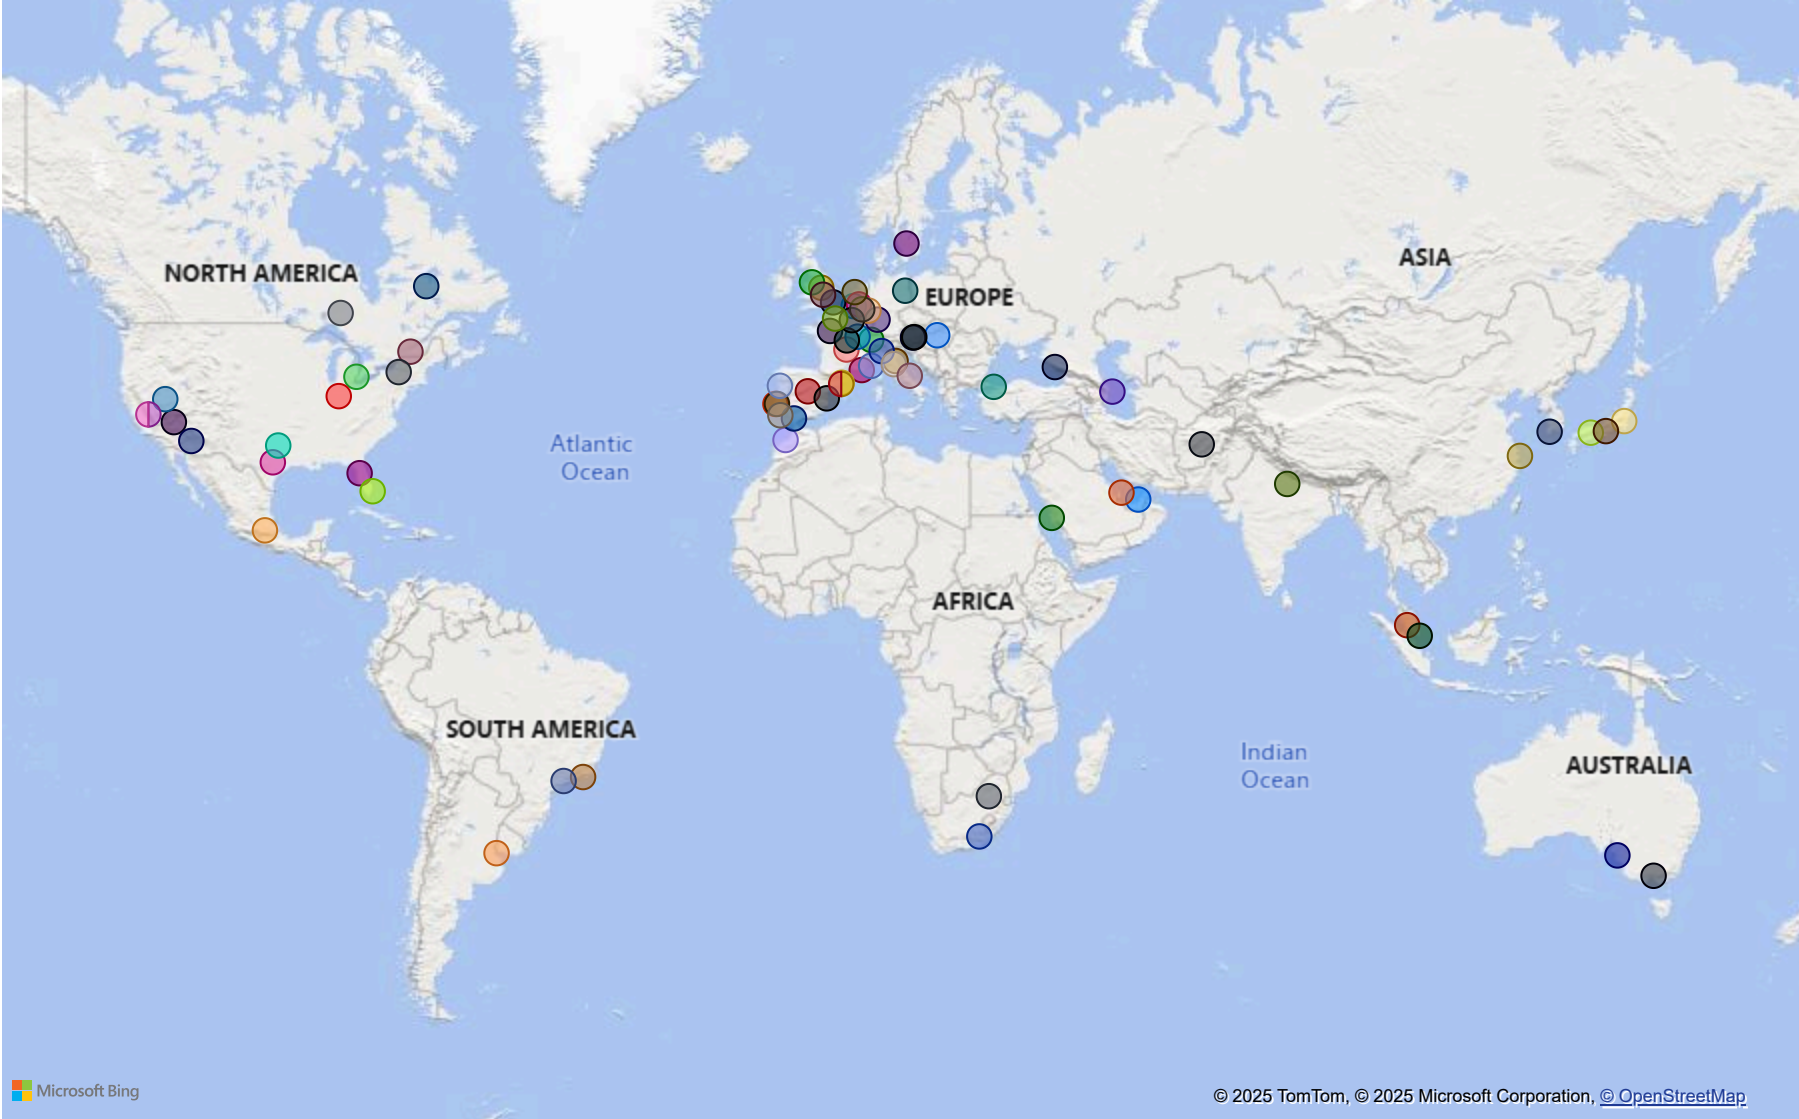 NORTH AMERICA
ASIA
EUROPE
Atlantic
Ocean
AFRICA
SOUTH AMERICA
Indian
Ocean
AUSTRALIA
Microsoft Bing
© 2025 TomTom, © 2025 Microsoft Corporation, © OpenStreetMap